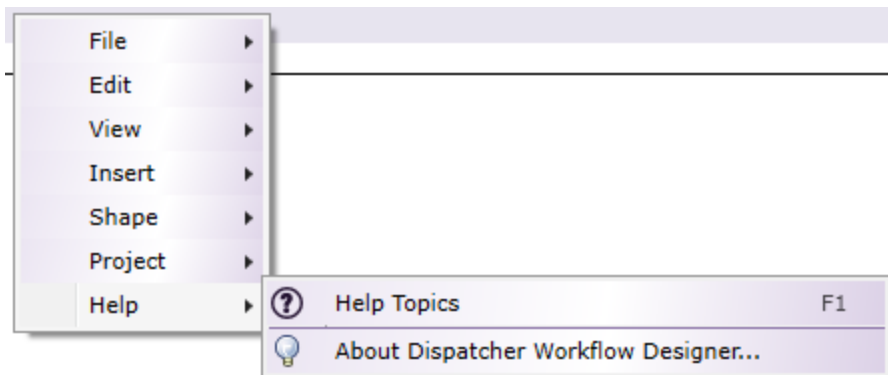 File
Edit
View
Insert
Shape
Project
Help
Help Topics F1
About Dispatcher Workflow Designer...